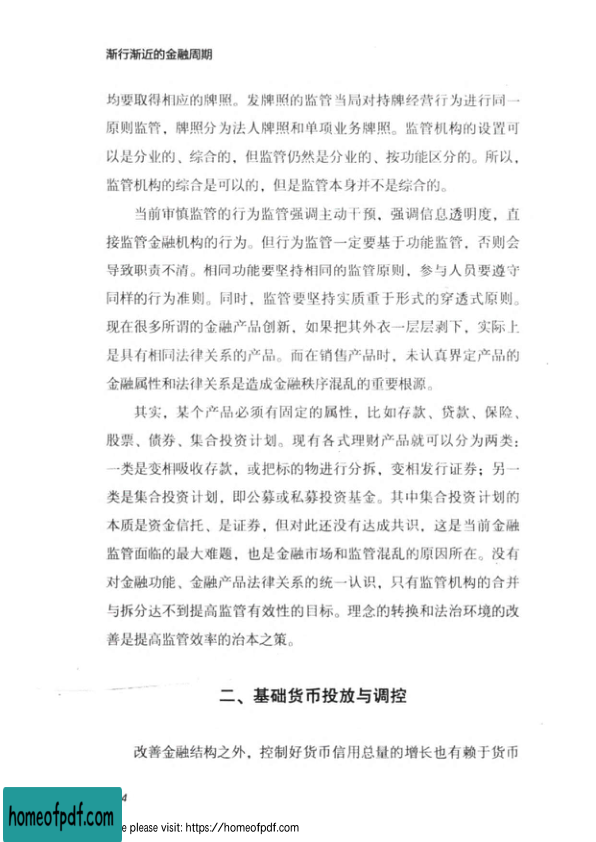 渐行渐近的金融周期
均要取得相应的牌照。发牌照的监管当局对持牌经营行为进行同一
原则监管，牌照分为法人牌照和单项业务牌照。监管机构的设置可
以是分业的、综合的，但监管仍然是分业的、按功能区分的。所以，
监管机构的综合是可以的，但是监管本身并不是综合的。
当前审慎监管的行为监管强调主动干预，强调信息透明度，直
接监管金融机构的行为。但行为监管一定要基于功能监管，否则会
导致职责不清。相同功能要坚持相同的监管原则，参与人员要遵守
同样的行为准则。同时，监管要坚持实质重于形式的穿透式原则。
现在很多所谓的金融产品创新，如果把其外衣一层层剥下，实际上
是具有相同法律关系的产品。而在销售产品时，未认真界定产品的
金融属性和法律关系是造成金融秩序混乱的重要根源。
其实，某个产品必须有固定的属性，比如存款、贷款、保险、
股票、债券、集合投资计划。现有各式理财产品就可以分为两类：
一类是变相吸收存款，或把标的物进行分拆，变相发行证券；另一
类是集合投资计划，即公募或私募投资基金。其中集合投资计划的
本质是资金信托、是证券，但对此还没有达成共识，这是当前金融
监管面临的最大难题，也是金融市场和监管混乱的原因所在。没有
对金融功能、金融产品法律关系的统一认识，只有监管机构的合并
与拆分达不到提高监管有效性的目标。理念的转换和法治环境的改
善是提高监管效率的治本之策。
二、基础货币投放与调控
改善金融结构之外，控制好货币信用总量的增长也有赖于货币
4
homeofpdf.com
e please visit: https://homeofpdf.com